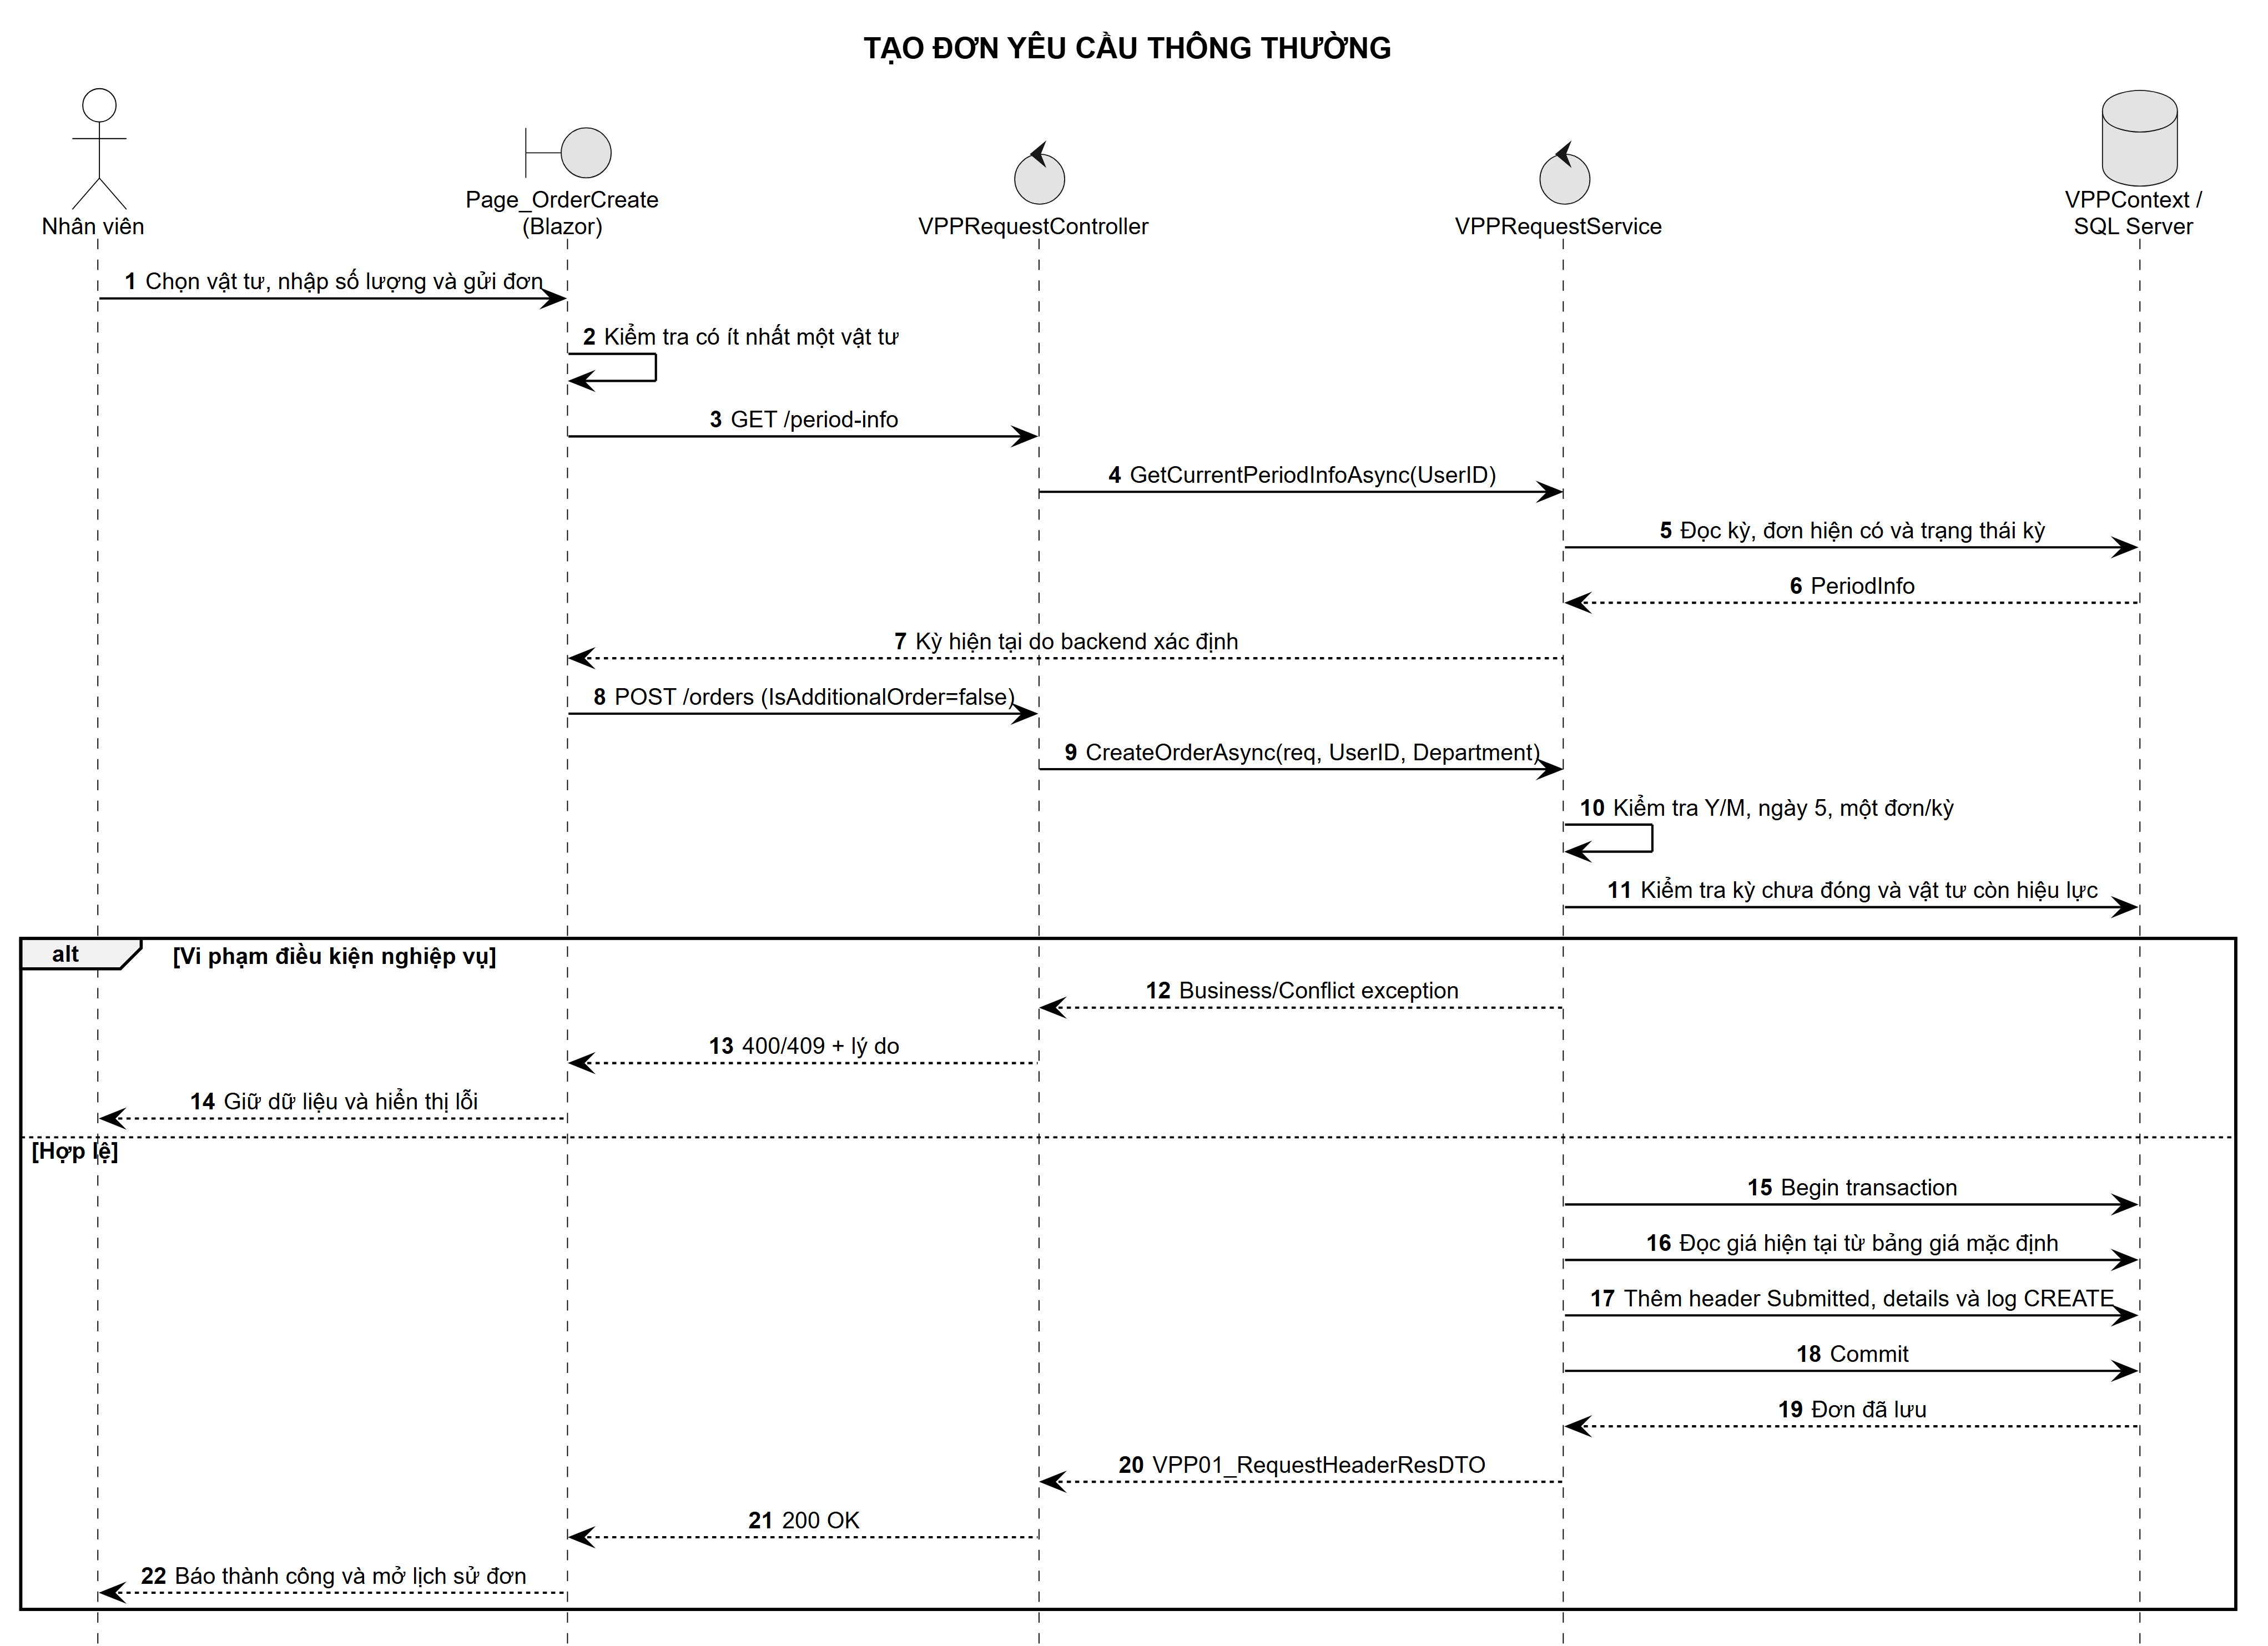 TẠO ĐƠN YÊU CẦU THÔNG THƯỜNG
Nhân viên
Page_OrderCreate
(Blazor)
VPPRequestController
VPPRequestService
VPPContext /
SQL Server
1 Chọn vật tư, nhập số lượng và gửi đơn
2 Kiểm tra có ít nhất một vật tư
3 GET /period-info
4 GetCurrentPeriodInfoAsync(UserID)
5 Đọc kỳ, đơn hiện có và trạng thái kỳ
6 PeriodInfo
7 Kỳ hiện tại do backend xác định
8 POST /orders (IsAdditionalOrder=false)
9 CreateOrderAsync(req, UserID, Department)
10 Kiểm tra Y/M, ngày 5, một đơn/kỳ
11 Kiểm tra kỳ chưa đóng và vật tư còn hiệu lực
alt [Vi phạm điều kiện nghiệp vụ]
12 Business/Conflict exception
13 400/409 + lý do
14 Giữ dữ liệu và hiển thị lỗi
[Hợp lệ]
15 Begin transaction
16 Đọc giá hiện tại từ bảng giá mặc định
17 Thêm header Submitted, details và log CREATE
18 Commit
19 Đơn đã lưu
20 VPP01_RequestHeaderResDTO
21 200 OK
22 Báo thành công và mở lịch sử đơn